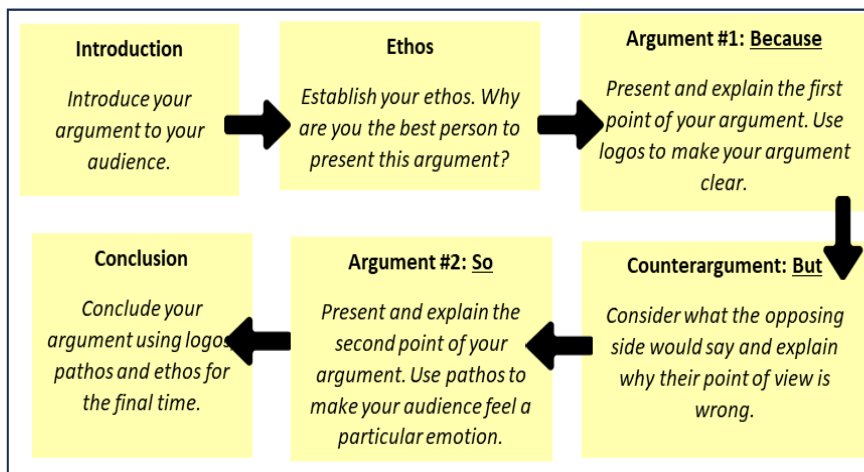 Introduction
Introduce your
argument to your
audience.
Ethos
Establish your ethos. Why
are you the best person to
present this argument?
Argument #1: Because
Present and explain the first
point of your argument. Use
logos to make your argument
clear.
Counterargument: But
Consider what the opposing
side would say and explain
why their point of view is
wrong.
Argument #2: So
Present and explain the
second point of your
argument. Use pathos to
make your audience feel a
particular emotion.
Conclusion
Conclude your
argument using logos,
pathos and ethos for
the final time.